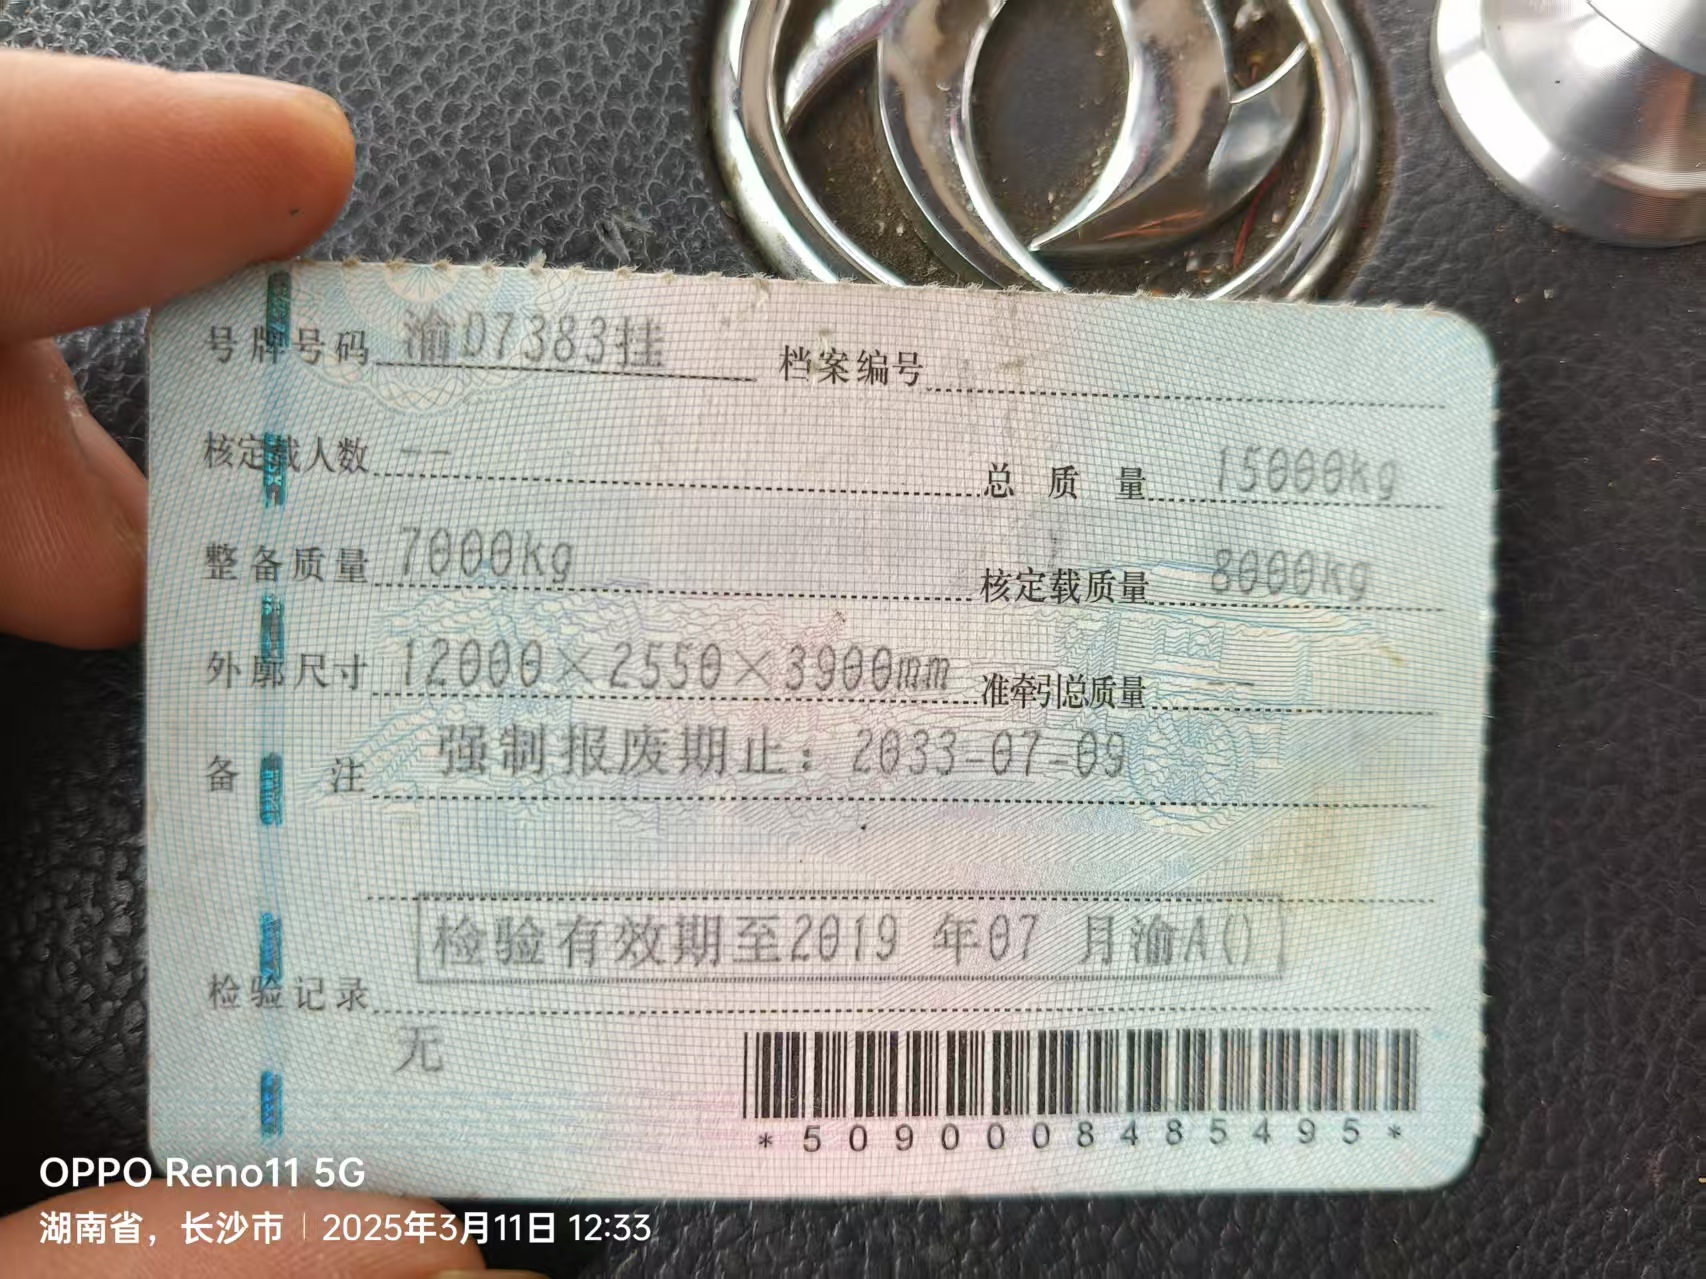 号牌号码 渝D7383挂 档案编号
核定载人数 -- 总质量 15000kg
整备质量 7000kg 核定载质量 8000kg
外廓尺寸 12000×2550×3900mm 准牵引总质量 --
备注 强制报废期止：2033-07-09
检验有效期至2019 年07 月渝A()
检验记录
无
*5090008485495*
OPPO Reno11 5G
湖南省，长沙市 | 2025年3月11日 12:33